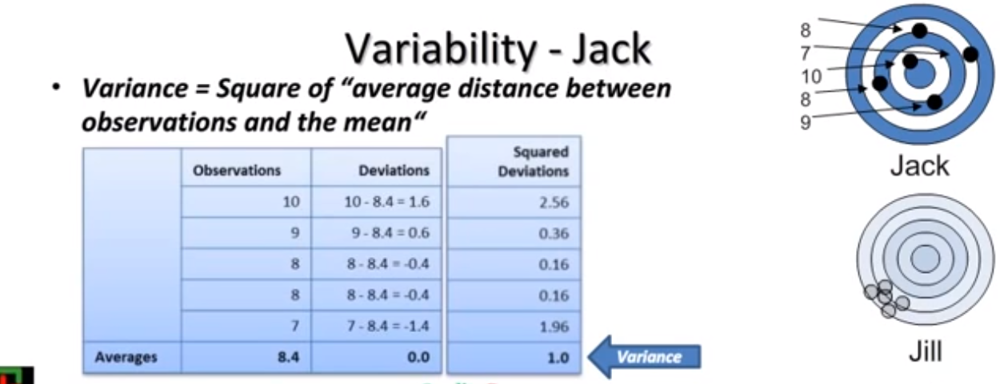 Variability - Jack
• Variance = Square of “average distance between
observations and the mean“
Observations Deviations Squared Deviations
10 10 - 8.4 = 1.6 2.56
9 9 - 8.4 = 0.6 0.36
8 8 - 8.4 = -0.4 0.16
8 8 - 8.4 = -0.4 0.16
7 7 - 8.4 = -1.4 1.96
Averages 8.4 0.0 1.0
Variance
8
7
10
8
9
Jack
Jill